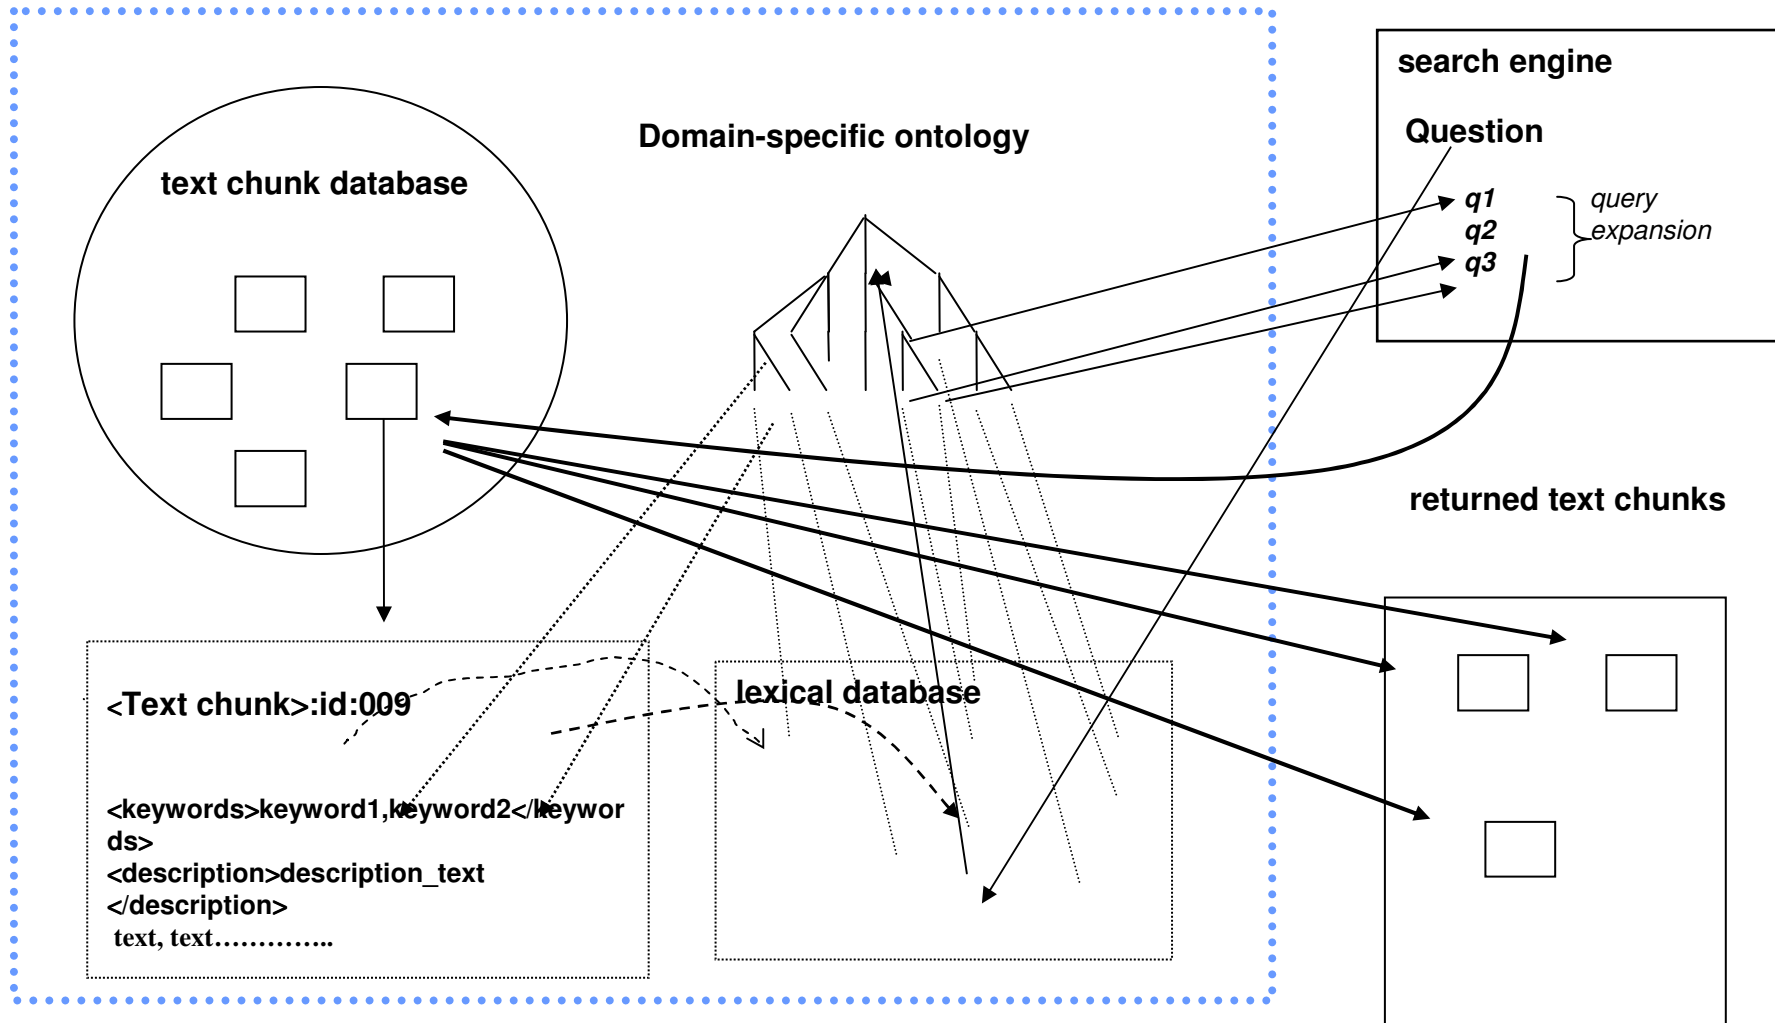 search engine
Domain-specific ontology
Question
text chunk database
q1
q2
q3
query
expansion
returned text chunks
<Text chunk>:id:009
lexical database
<keywords>keyword1,keyword2</keywor
ds>
<description>description_text
</description>
text, text…………..